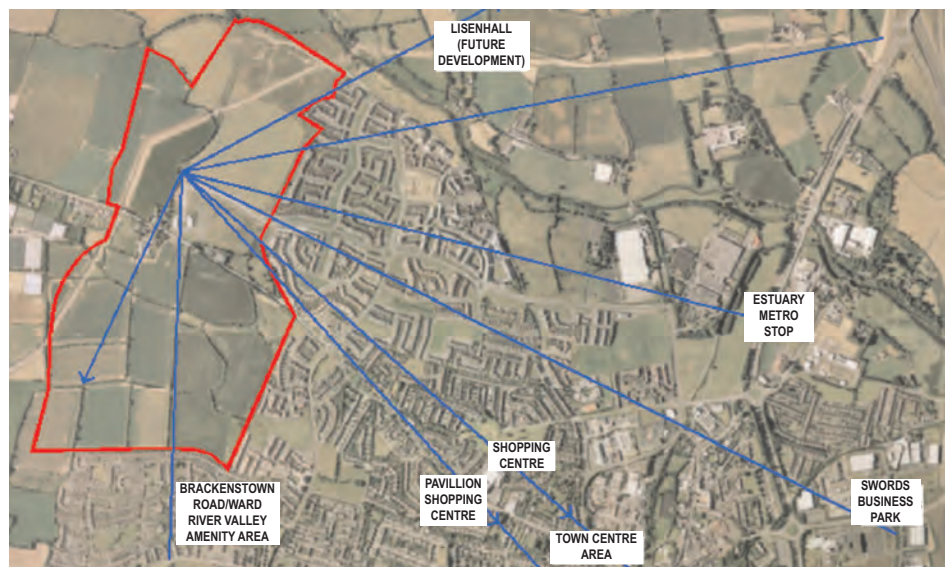 LISENHALL
(FUTURE
DEVELOPMENT)
ESTUARY
METRO
STOP
SHOPPING
CENTRE
PAVILLION
SHOPPING
CENTRE
BRACKENSTOWN
ROAD/WARD
RIVER VALLEY
AMENITY AREA
SWORDS
BUSINESS
PARK
TOWN CENTRE
AREA